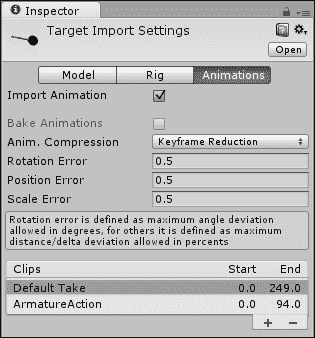 Inspector
Target Import Settings
Open
Model Rig Animations
Import Animation
Bake Animations
Anim. Compression Keyframe Reduction
Rotation Error 0.5
Position Error 0.5
Scale Error 0.5
Rotation error is defined as maximum angle deviation
allowed in degrees, for others it is defined as maximum
distance/delta deviation allowed in percents
Clips Start End
Default Take 0.0 249.0
ArmatureAction 0.0 94.0
+ −